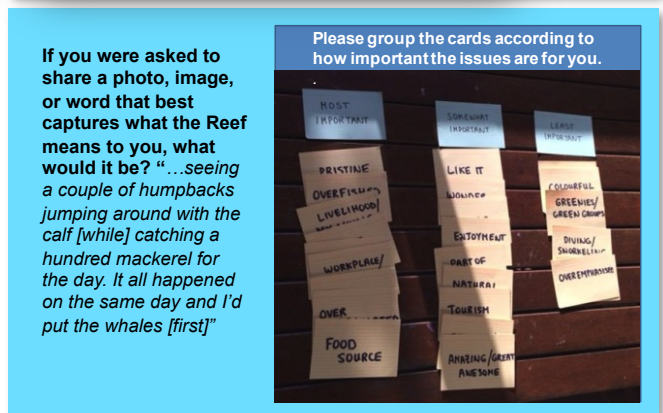 If you were asked to
share a photo, image,
or word that best
captures what the Reef
means to you, what
would it be? “…seeing
a couple of humpbacks
jumping around with the
calf [while] catching a
hundred mackerel for
the day. It all happened
on the same day and I’d
put the whales [first]”
Please group the cards according to
how important the issues are for you.
.
MOST
IMPORTANT
PRISTINE
OVERFISHED
LIVELIHOOD/
WORKPLACE/
OVER
FOOD
SOURCE
SOMEWHAT
IMPORTANT
LIKE IT
WONDER
ENJOYMENT
PART OF
NATURAL
TOURISM
AMAZING/GREAT
AWESOME
LEAST
IMPORTANT
COLOURFUL
GREENIES/
GREEN GROUPS
DIVING/
SNORKELING
OVEREMPHASISED